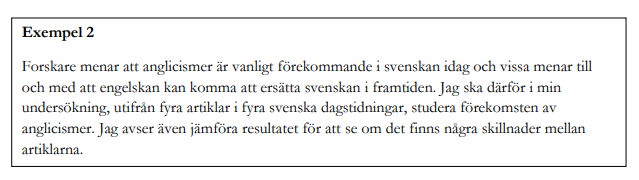 Exempel 2
Forskare menar att anglicismer är vanligt förekommande i svenskan idag och vissa menar till
och med att engelskan kan komma att ersätta svenskan i framtiden. Jag ska därför i min
undersökning, utifrån fyra artiklar i fyra svenska dagstidningar, studera förekomsten av
anglicismer. Jag avser även jämföra resultatet för att se om det finns några skillnader mellan
artiklarna.